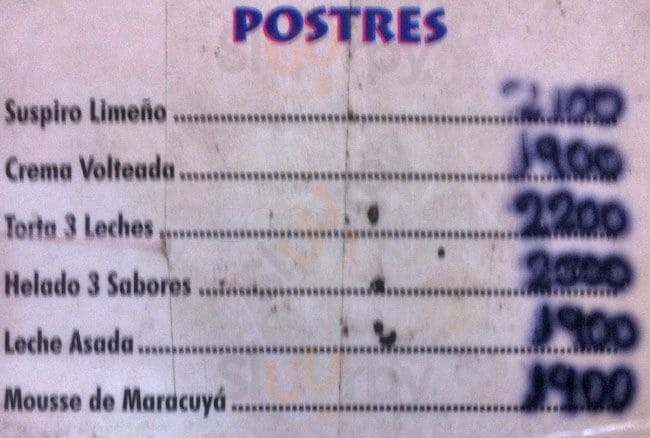 POSTRES
Suspiro Limeño ........ 2100
Crema Volteada ........ 1900
Torta 3 Leches ........ 2200
Helado 3 Sabores ........
Leche Asada ........ 1900
Mousse de Maracuyá ........ 1900